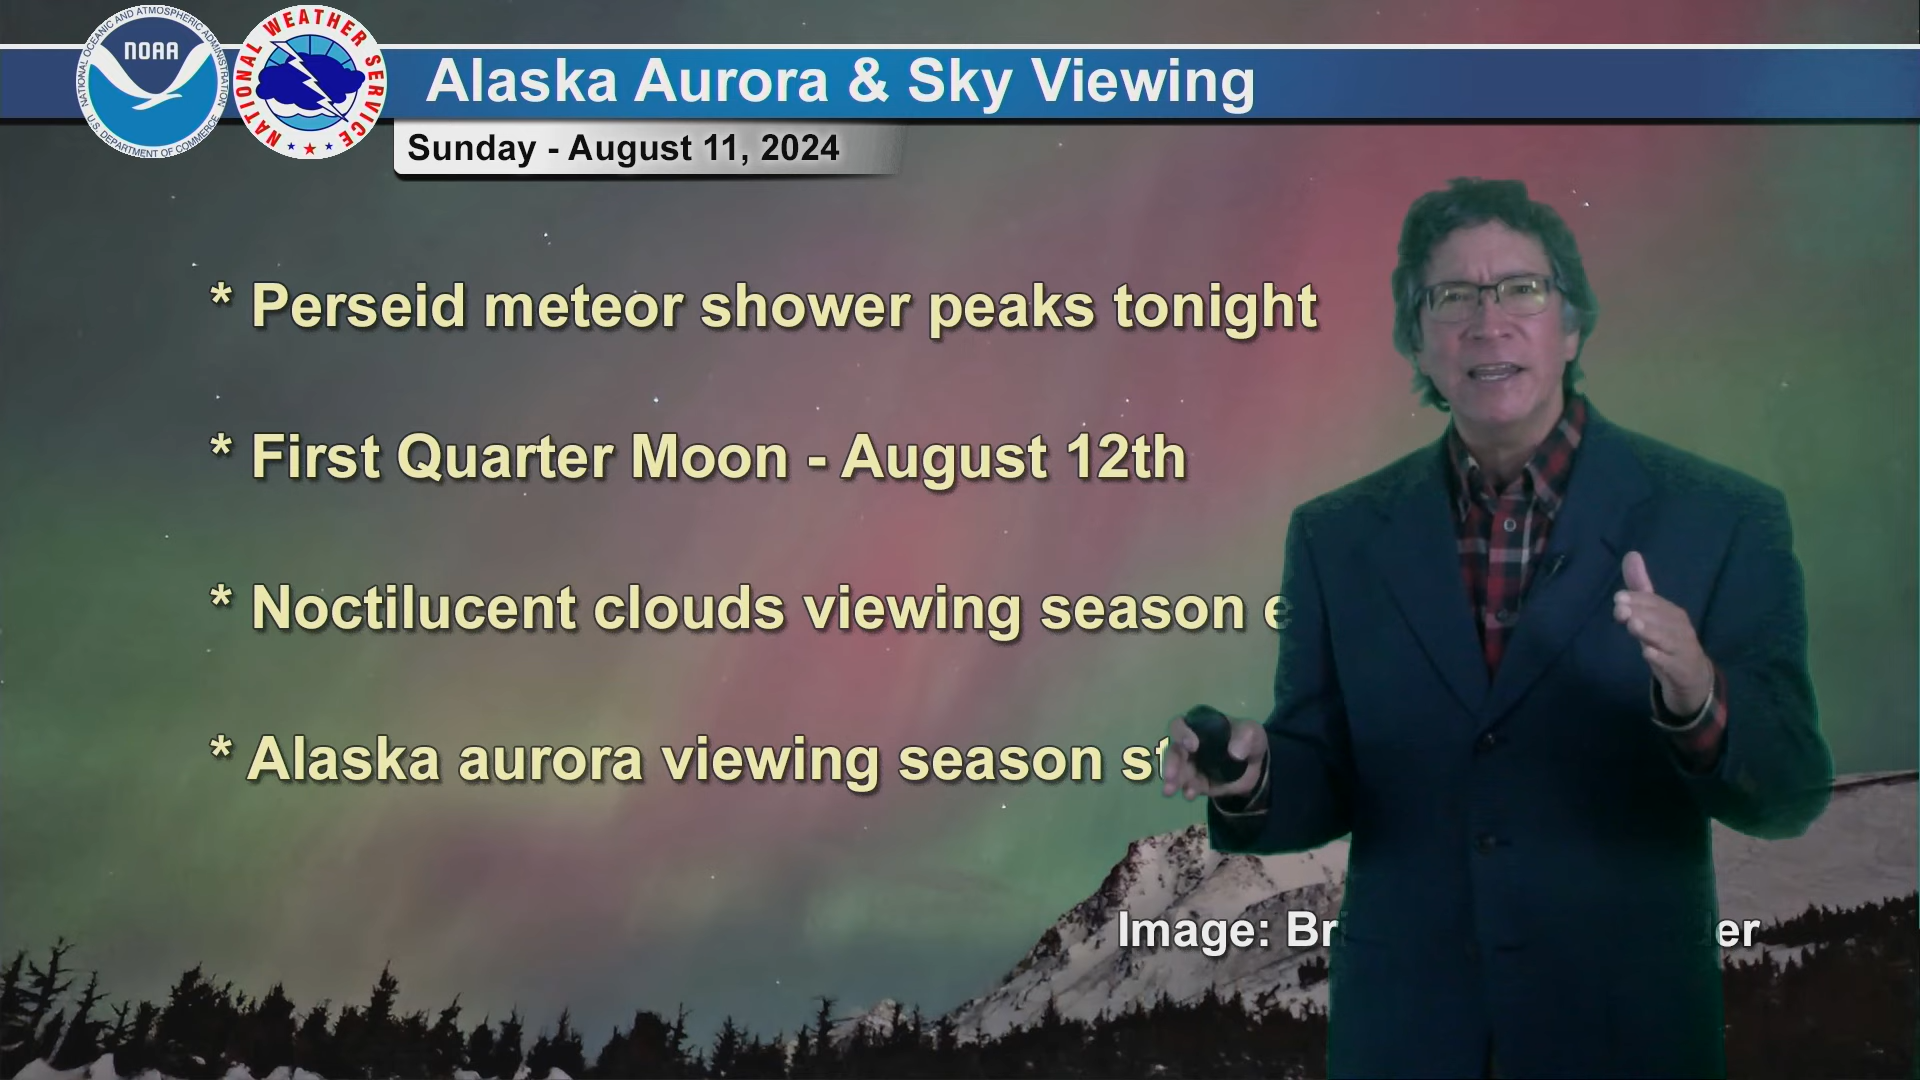 NATIONAL OCEANIC AND ATMOSPHERIC ADMINISTRATION
NOAA
U.S. DEPARTMENT OF COMMERCE
NATIONAL WEATHER SERVICE
Alaska Aurora & Sky Viewing
Sunday - August 11, 2024
* Perseid meteor shower peaks tonight
* First Quarter Moon - August 12th
* Noctilucent clouds viewing season
* Alaska aurora viewing season
Image: